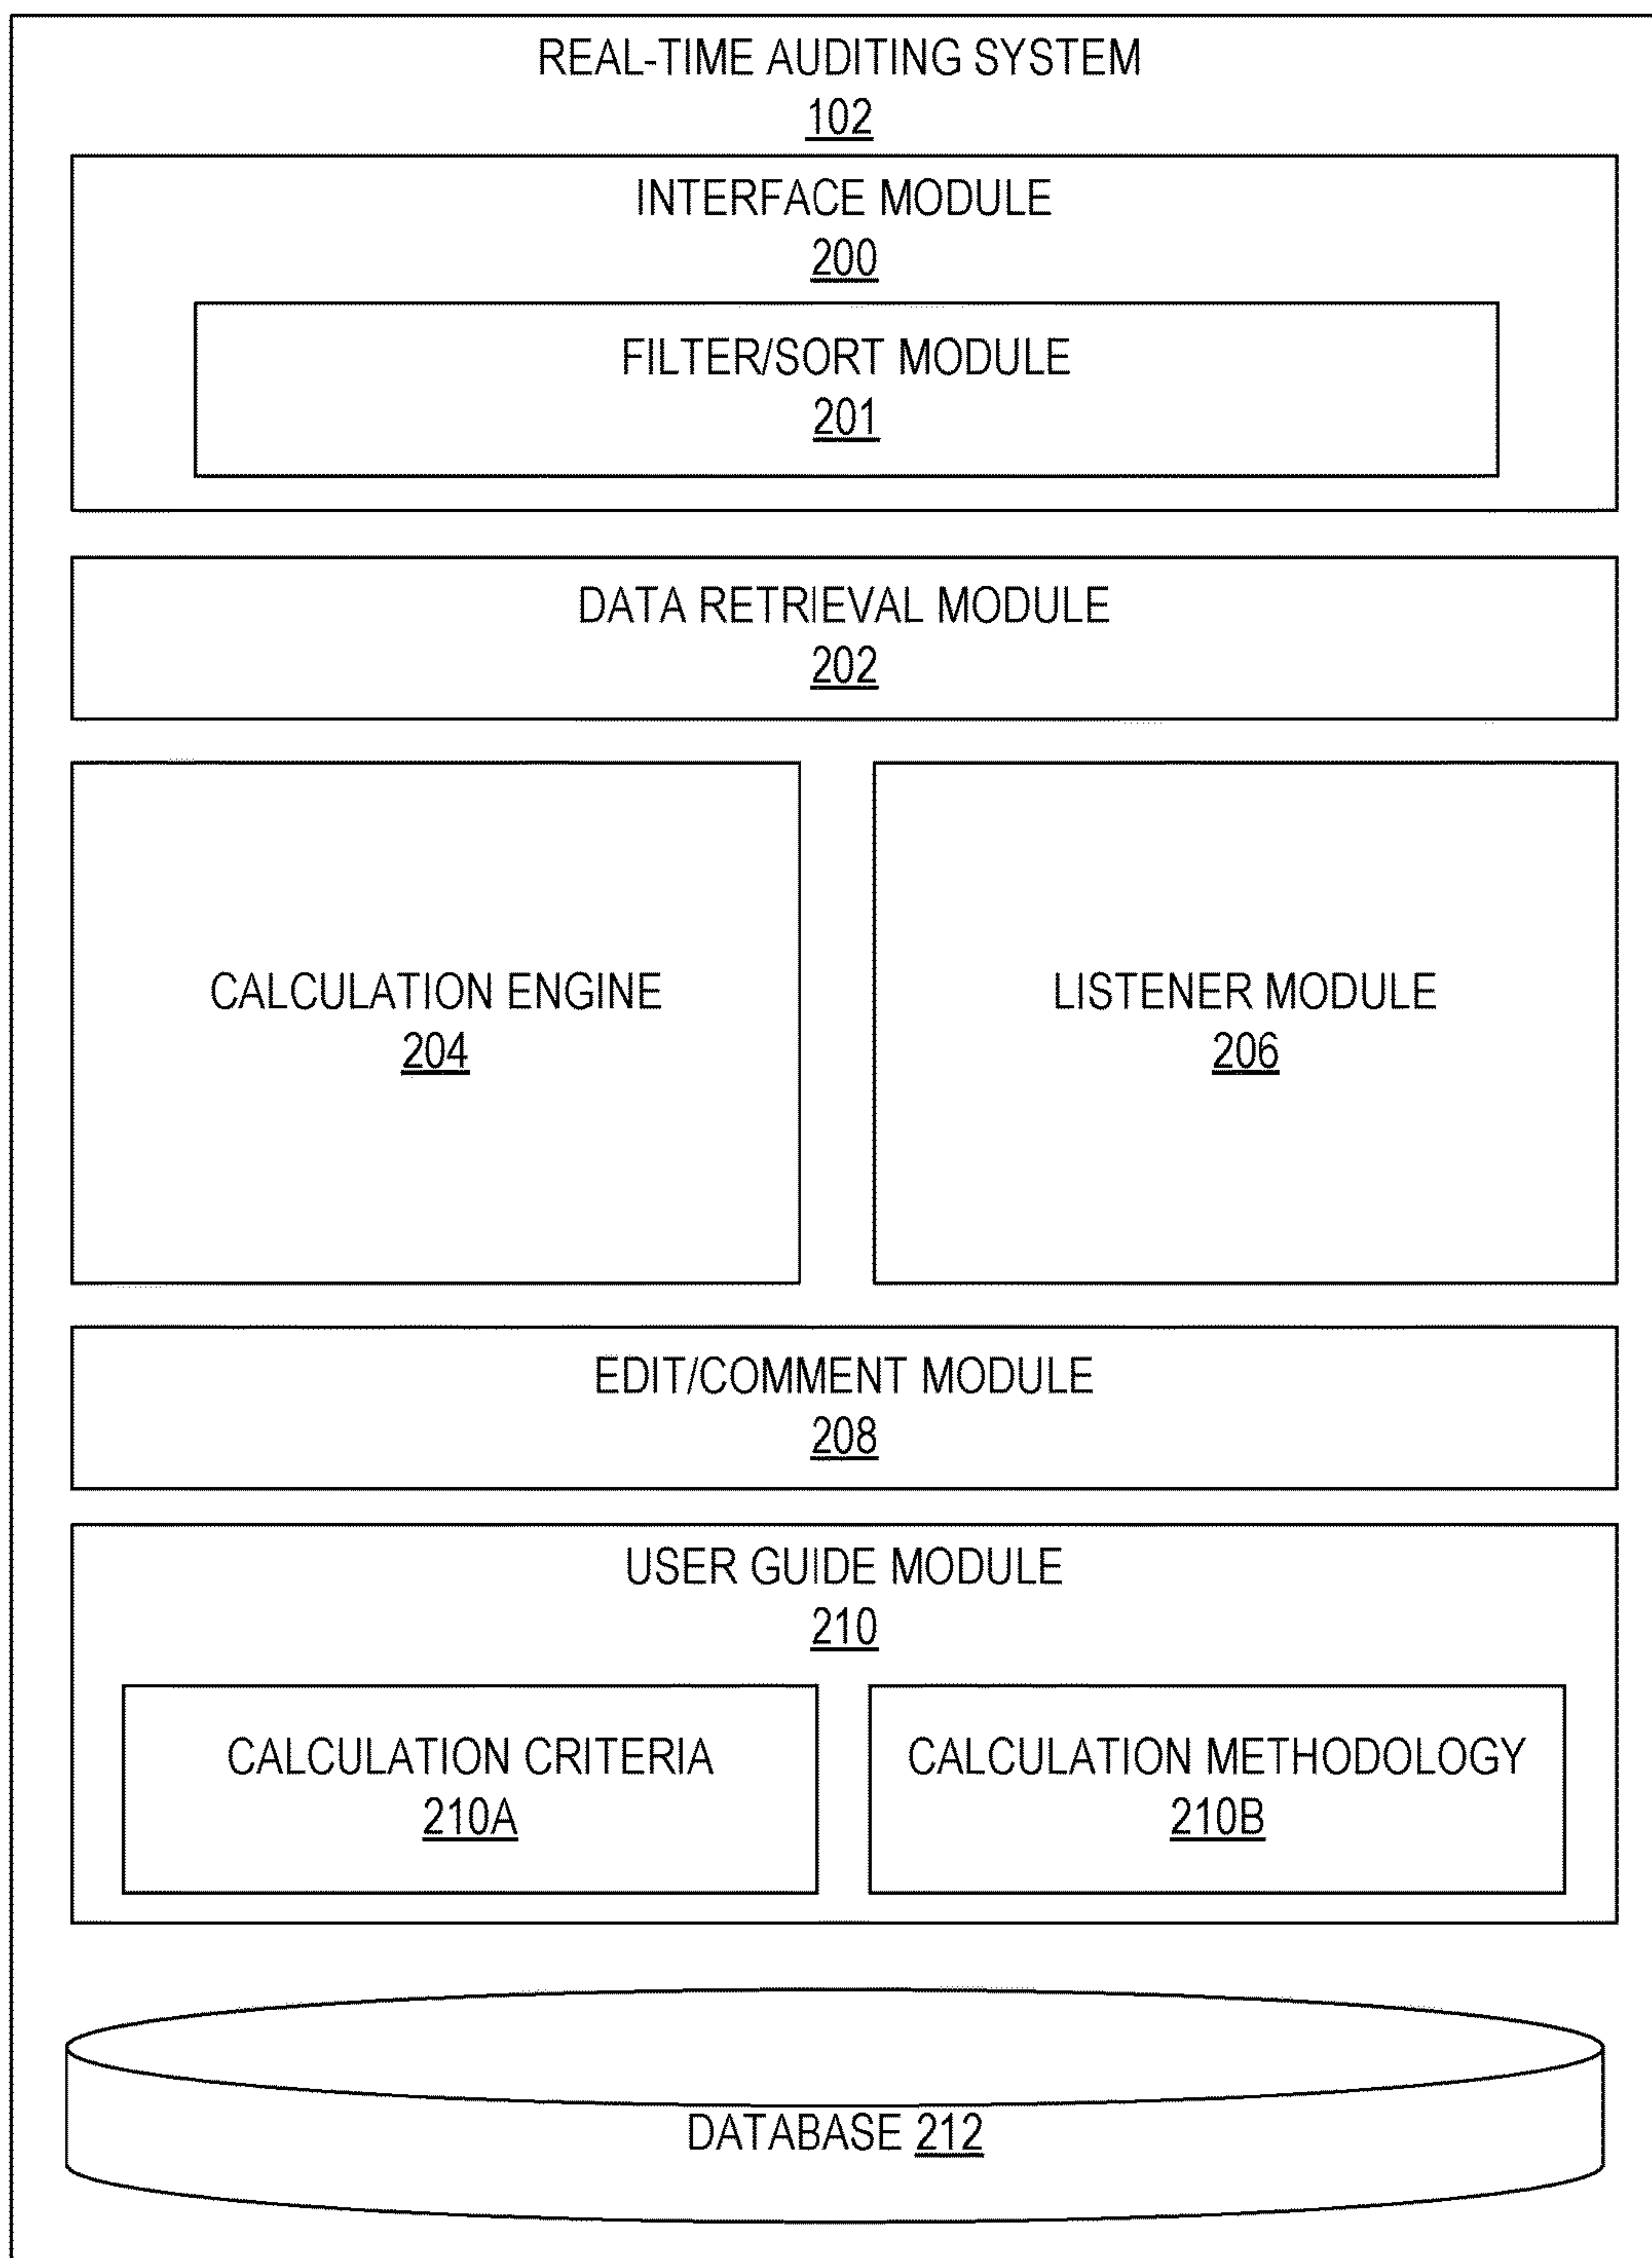 REAL-TIME AUDITING SYSTEM
102
INTERFACE MODULE
200
FILTER/SORT MODULE
201
DATA RETRIEVAL MODULE
202
CALCULATION ENGINE
204
LISTENER MODULE
206
EDIT/COMMENT MODULE
208
USER GUIDE MODULE
210
CALCULATION CRITERIA
210A
CALCULATION METHODOLOGY
210B
DATABASE 212